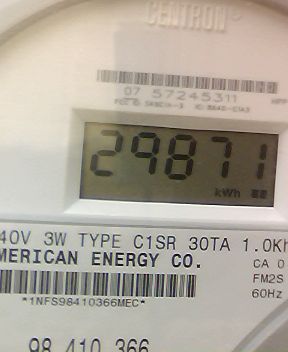 CENTRON
07 57245311
29871
kWh
40V 3W TYPE C1SR 30TA 1.0Kh
MERICAN ENERGY CO.
CA 0
FM2S
*1NFS98410366MEC*
60Hz
98 410 366